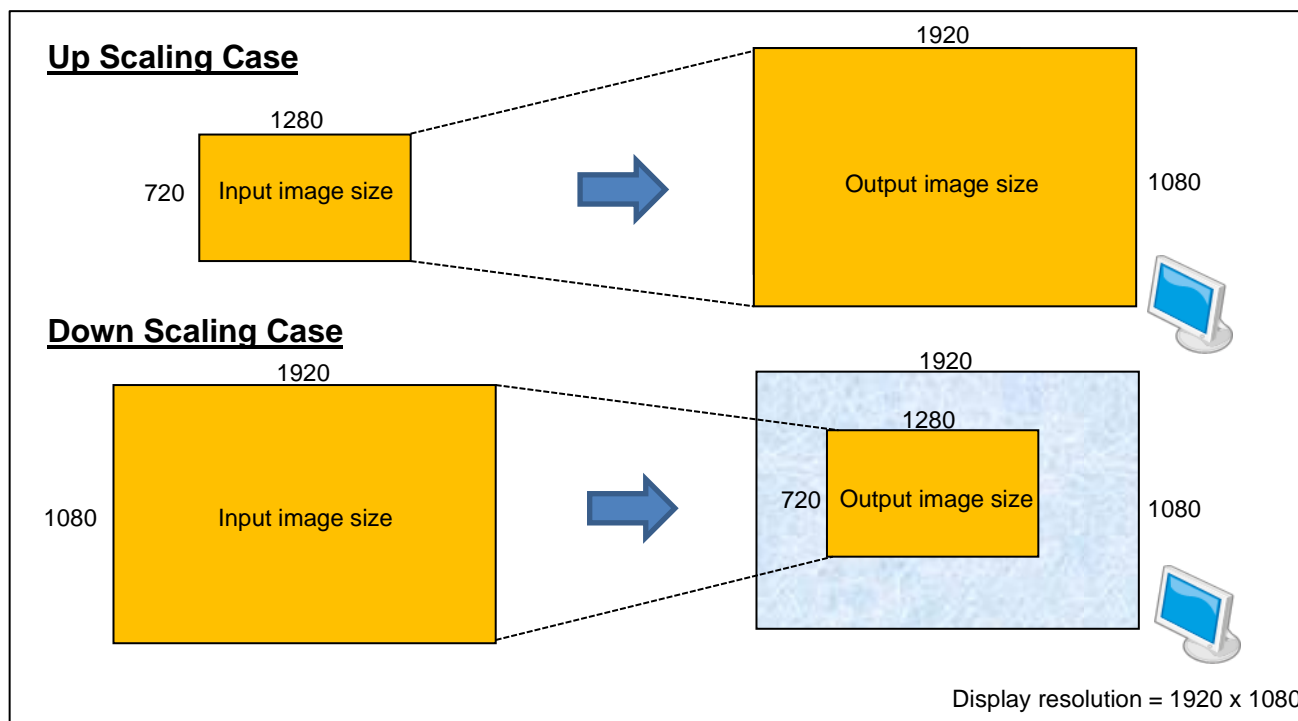 Up Scaling Case
1920
1280
720
Input image size
Output image size
1080
Down Scaling Case
1920
1920
1280
1080
Input image size
720
Output image size
1080
Display resolution = 1920 x 1080